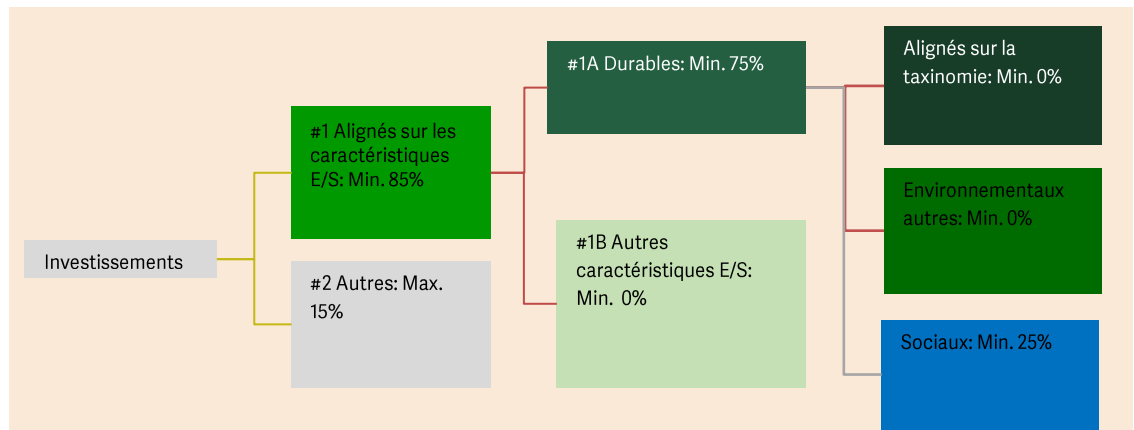 Investissements
#1 Alignés sur les
caractéristiques
E/S: Min. 85%
#2 Autres: Max.
15%
#1A Durables: Min. 75%
#1B Autres
caractéristiques E/S:
Min.  0%
Alignés sur la
taxinomie: Min. 0%
Environnementaux
autres: Min. 0%
Sociaux: Min. 25%